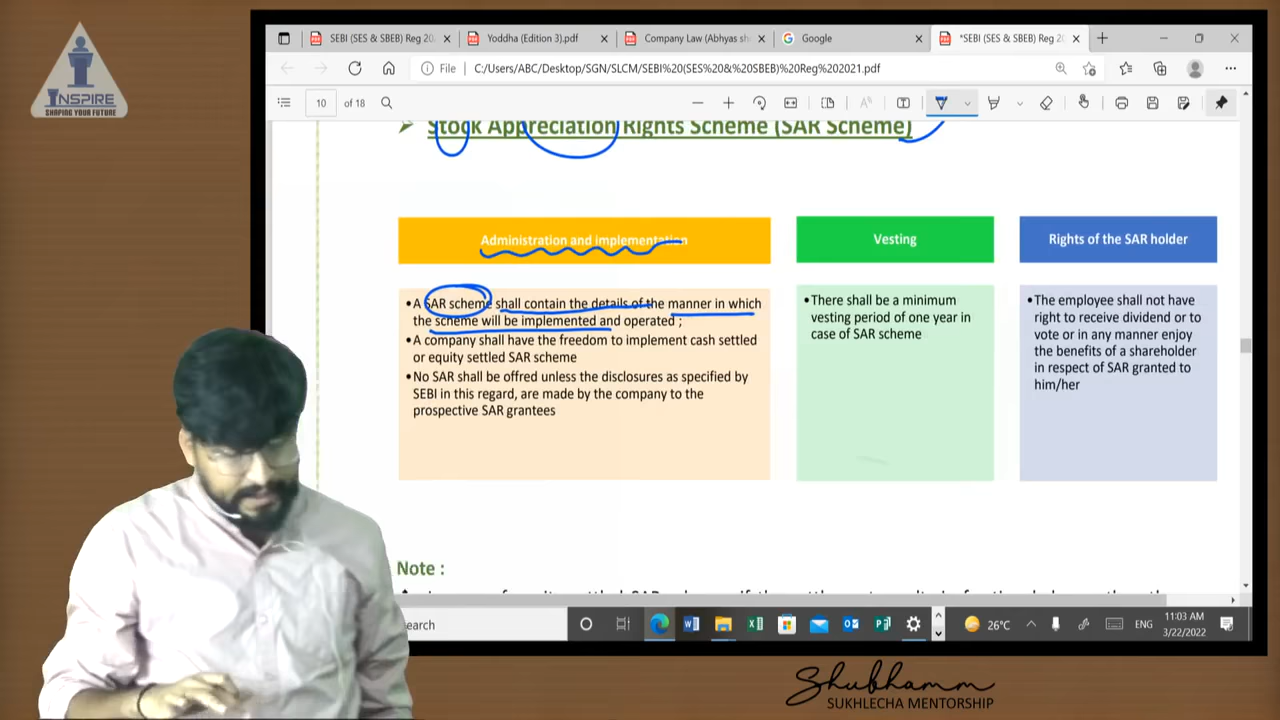 INSPIRE
SHAPING YOUR FUTURE
SEBI (SES & SBEB) Reg 20
Yoddha (Edition 3).pdf
Company Law (Abhyas sh
Google
*SEBI (SES & SBEB) Reg 2
File
C:/Users/ABC/Desktop/SGN/SLCM/SEBI%20(SES%20&%20SBEB)%20Reg%202021.pdf
10 of 18
➤ Stock Appreciation Rights Scheme (SAR Scheme)
Administration and implementation
•A SAR scheme shall contain the details of the manner in which
the scheme will be implemented and operated ;
•A company shall have the freedom to implement cash settled
or equity settled SAR scheme
•No SAR shall be offred unless the disclosures as specified by
SEBI in this regard, are made by the company to the
prospective SAR grantees
Vesting
•There shall be a minimum
vesting period of one year in
case of SAR scheme
Rights of the SAR holder
•The employee shall not have
right to receive dividend or to
vote or in any manner enjoy
the benefits of a shareholder
in respect of SAR granted to
him/her
Note :
earch
26°C
ENG
11:03 AM
3/22/2022
Shubhamm
SUKHLECHA MENTORSHIP